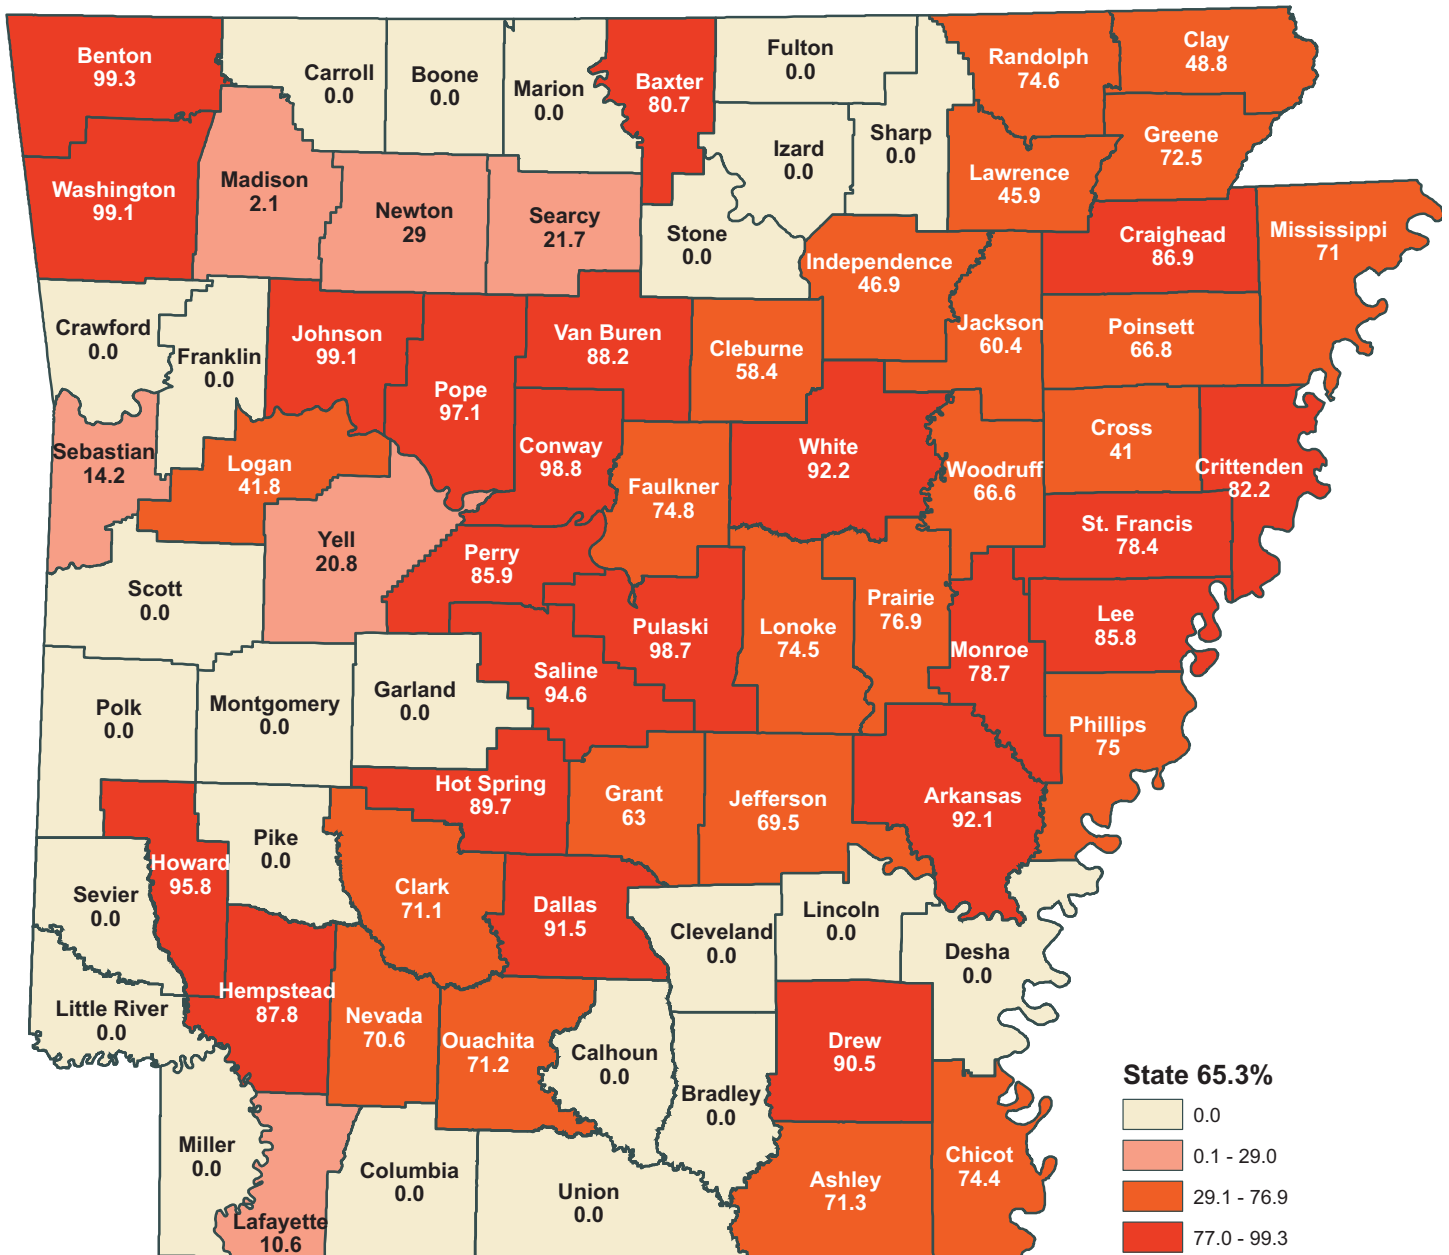 Benton
99.3
Carroll
0.0
Boone
0.0
Marion
0.0
Baxter
80.7
Fulton
0.0
Randolph
74.6
Clay
48.8
Izard
0.0
Sharp
0.0
Greene
72.5
Lawrence
45.9
Washington
99.1
Madison
2.1
Newton
29
Searcy
21.7
Stone
0.0
Independence
46.9
Craighead
86.9
Mississippi
71
Crawford
0.0
Franklin
0.0
Johnson
99.1
Pope
97.1
Van Buren
88.2
Cleburne
58.4
Jackson
60.4
Poinsett
66.8
Sebastian
14.2
Logan
41.8
Conway
98.8
Faulkner
74.8
White
92.2
Woodruff
66.6
Cross
41
Crittenden
82.2
St. Francis
78.4
Yell
20.8
Perry
85.9
Scott
0.0
Pulaski
98.7
Lonoke
74.5
Prairie
76.9
Monroe
78.7
Lee
85.8
Saline
94.6
Garland
0.0
Montgomery
0.0
Polk
0.0
Phillips
75
Hot Spring
89.7
Grant
63
Jefferson
69.5
Arkansas
92.1
Pike
0.0
Howard
95.8
Sevier
0.0
Clark
71.1
Dallas
91.5
Cleveland
0.0
Lincoln
0.0
Desha
0.0
Little River
0.0
Hempstead
87.8
Nevada
70.6
Ouachita
71.2
Calhoun
0.0
Bradley
0.0
Drew
90.5
Miller
0.0
Lafayette
10.6
Columbia
0.0
Union
0.0
Ashley
71.3
Chicot
74.4
State 65.3%
0.0
0.1 - 29.0
29.1 - 76.9
77.0 - 99.3